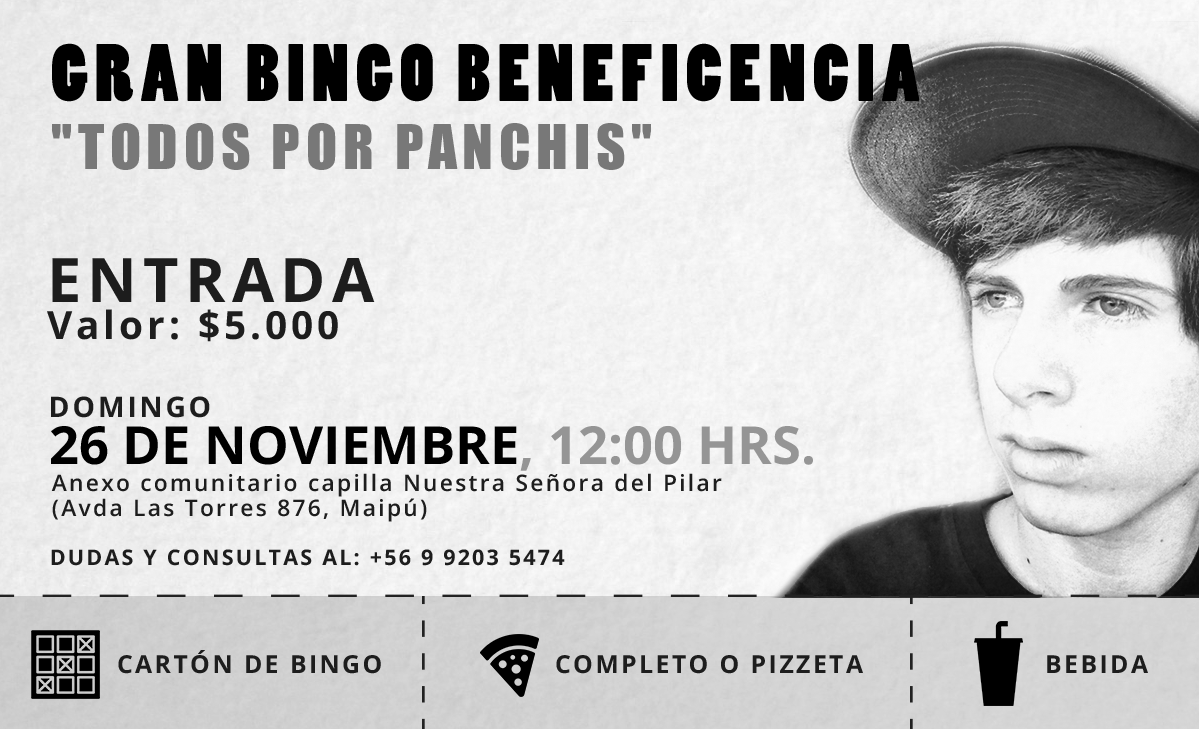 GRAN BINGO BENEFICENCIA
"TODOS POR PANCHIS"
ENTRADA
Valor: $5.000
DOMINGO
26 DE NOVIEMBRE, 12:00 HRS.
Anexo comunitario capilla Nuestra Señora del Pilar
(Avda Las Torres 876, Maipú)
DUDAS Y CONSULTAS AL: +56 9 9203 5474
CARTÓN DE BINGO
COMPLETO O PIZZETA
BEBIDA